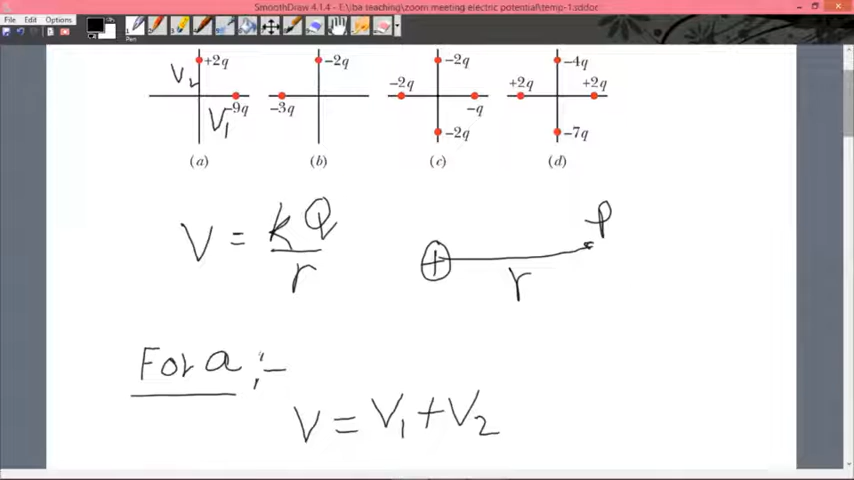 SmoothDraw 4.1.4 - E:\ba teaching\zoom meeting electric potential\temp-1.sddoc
File Edit Options
Pen
+2q -2q -2q -4q
V2 -2q +2q +2q
V1 -9q -3q -q
-2q -7q
(a) (b) (c) (d)
V = kQ/r
+ r P
For a :-
V = V1 + V2